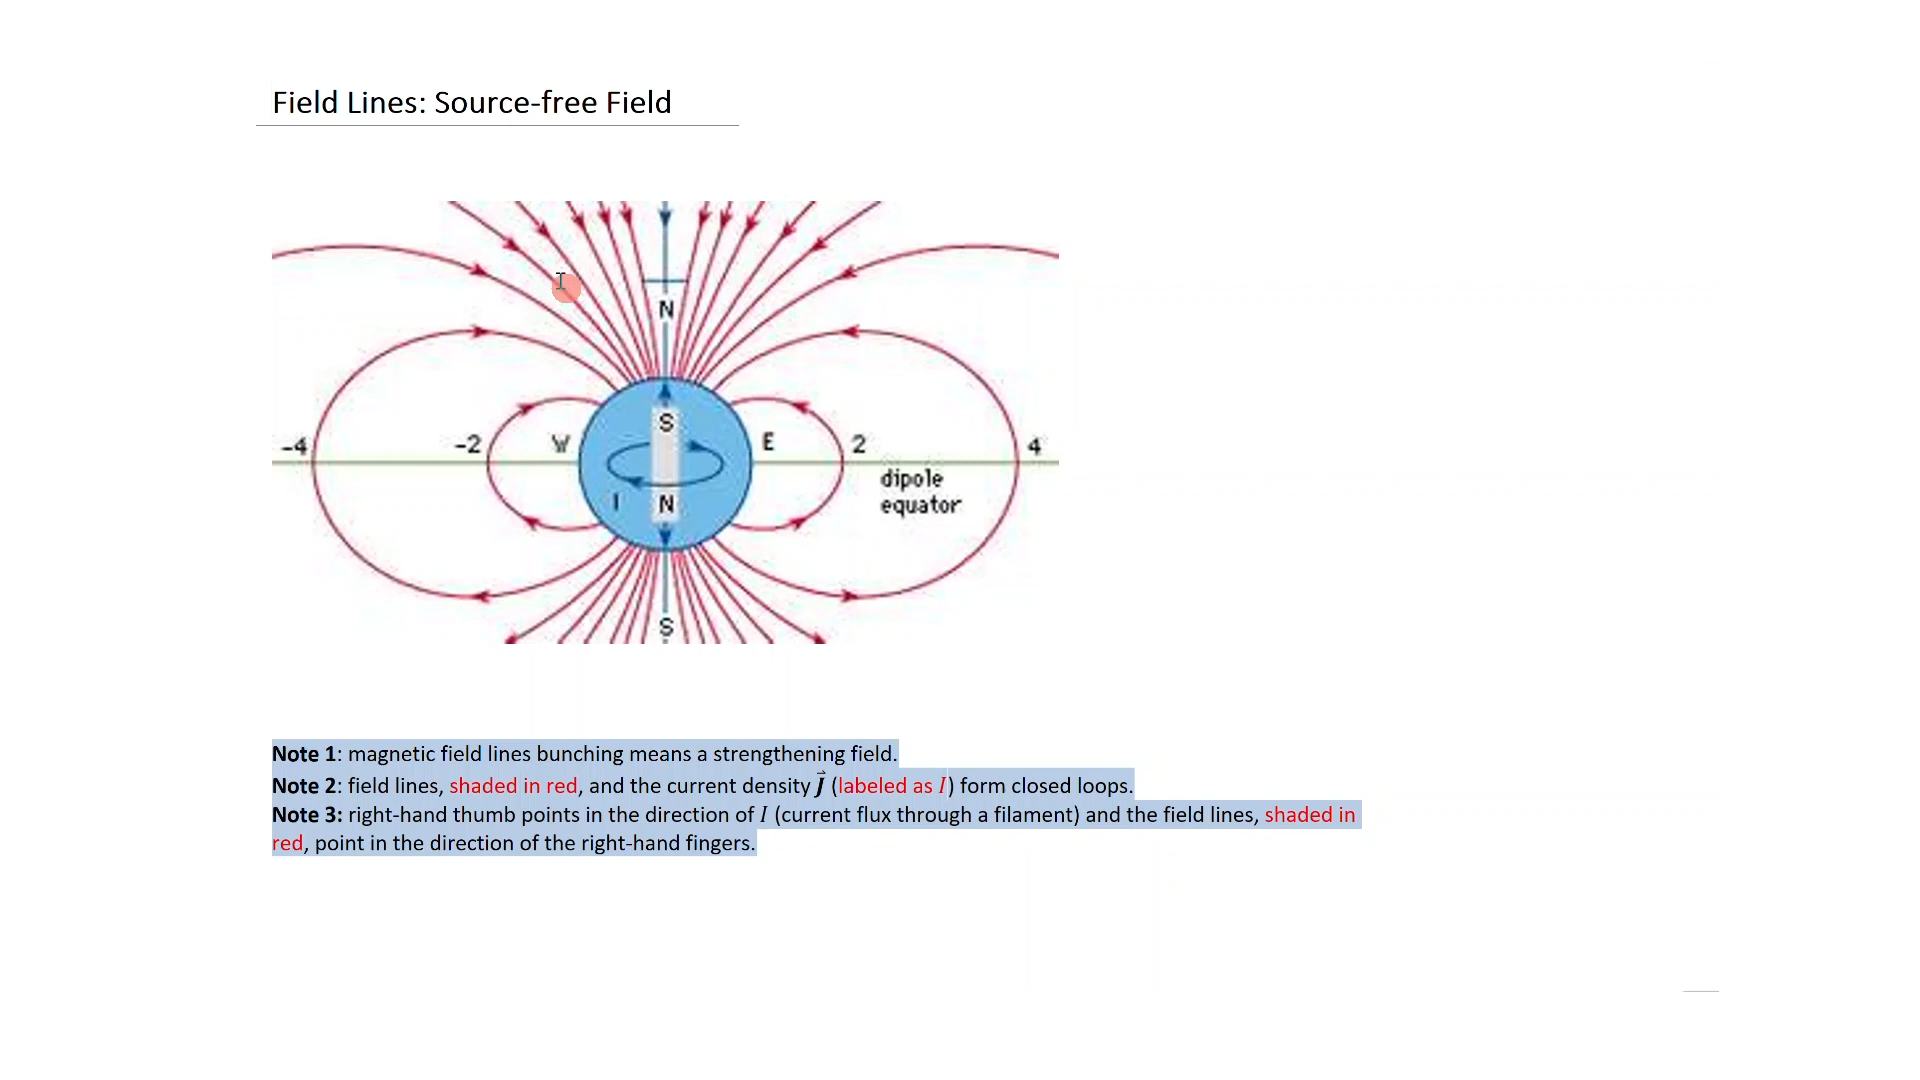 Field Lines: Source-free Field
N
-4
-2
W
S
E
2
4
dipole
equator
I
N
S
Note 1: magnetic field lines bunching means a strengthening field.
Note 2: field lines, shaded in red, and the current density J⃗ (labeled as I) form closed loops.
Note 3: right-hand thumb points in the direction of I (current flux through a filament) and the field lines, shaded in
red, point in the direction of the right-hand fingers.